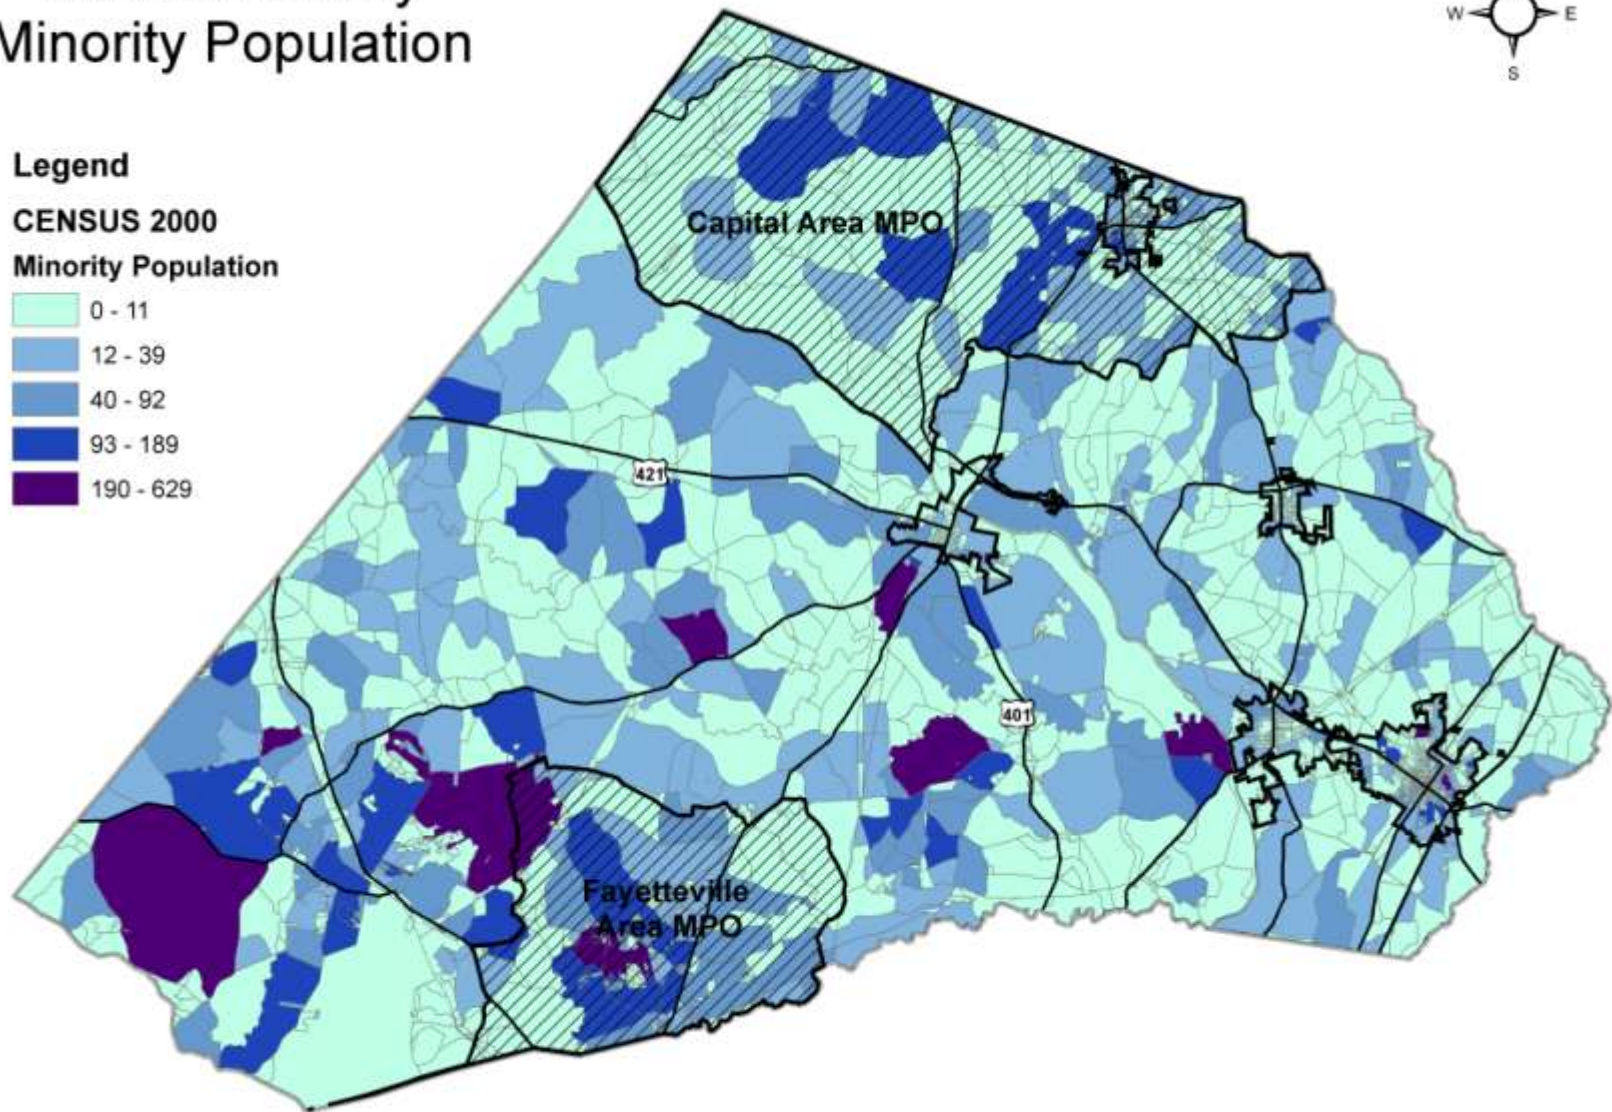 Minority Population
W E
S
Legend
CENSUS 2000
Minority Population
0 - 11
12 - 39
40 - 92
93 - 189
190 - 629
Capital Area MPO
421
401
Fayetteville
Area MPO